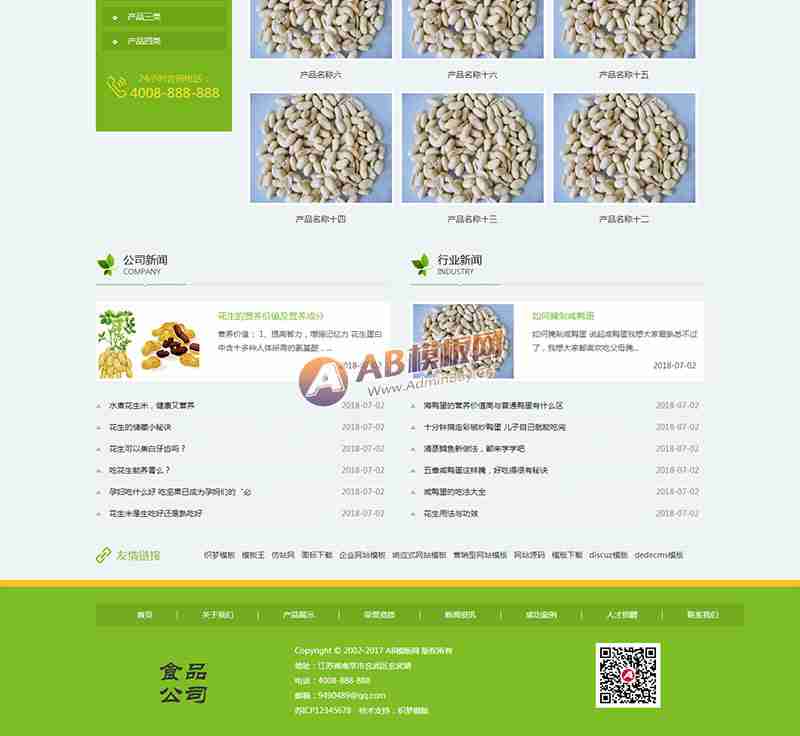 产品三类
产品四类
24小时咨询电话：
4008-888-888
产品名称六
产品名称十六
产品名称十五
产品名称十四
产品名称十三
产品名称十二
公司新闻
COMPANY
花生的营养价值及营养成分
营养价值： 1、提高智力，增强记忆力 花生蛋白
中含十多种人体所需的氨基酸，...
2018-07-02
水煮花生米，健康又营养 2018-07-02
花生的储藏小秘诀 2018-07-02
花生可以美白牙齿吗？ 2018-07-02
吃花生能养胃么？ 2018-07-02
孕妇吃什么好 吃坚果已成为孕妈们的“必 2018-07-02
花生米是生吃好还是熟吃好 2018-07-02
行业新闻
INDUSTRY
如何腌制咸鸭蛋
如何腌制咸鸭蛋 说起咸鸭蛋我想大家最熟悉不过
了，我想大家都喜欢吃父母腌...
2018-07-02
海鸭蛋的营养价值高与普通鸭蛋有什么区 2018-07-02
十分钟搞定彩椒炒鸭蛋 儿子自己就能吃完 2018-07-02
清蒸鲷鱼新做法，都来学学吧 2018-07-02
五香咸鸭蛋这样腌，好吃得很有秘诀 2018-07-02
咸鸭蛋的吃法大全 2018-07-02
花生用法与功效 2018-07-02
AB模板网
Www.Adminbuy.Cn
友情链接 织梦模板 模板王 仿站网 图标下载 企业网站模板 响应式网站模板 营销型网站模板 网站源码 模板下载 discuz模板 dedecms模板
首页 | 关于我们 | 产品展示 | 荣誉资质 | 新闻资讯 | 成功案例 | 人才招聘 | 联系我们
食品
公司
Copyright © 2002-2017 AB模板网 版权所有
地址：江苏省南京市玄武区玄武湖
电话：4008-888-888
邮箱：9490489@qq.com
苏ICP12345678 技术支持：织梦模板